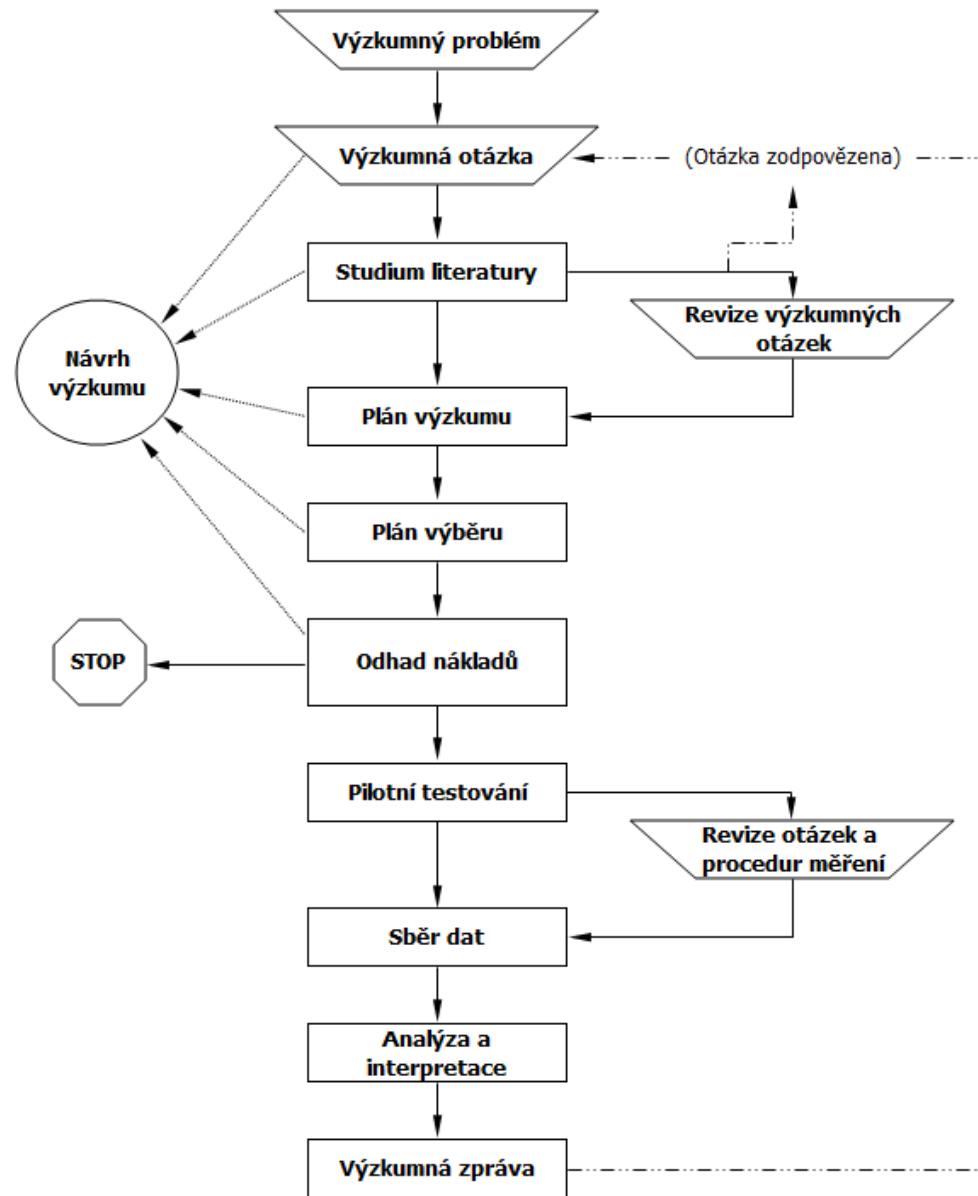 Výzkumný problém
Výzkumná otázka
(Otázka zodpovězena)
Studium literatury
Revize výzkumných
otázek
Návrh
výzkumu
Plán výzkumu
Plán výběru
Odhad nákladů
STOP
Pilotní testování
Revize otázek a
procedur měření
Sběr dat
Analýza a
interpretace
Výzkumná zpráva